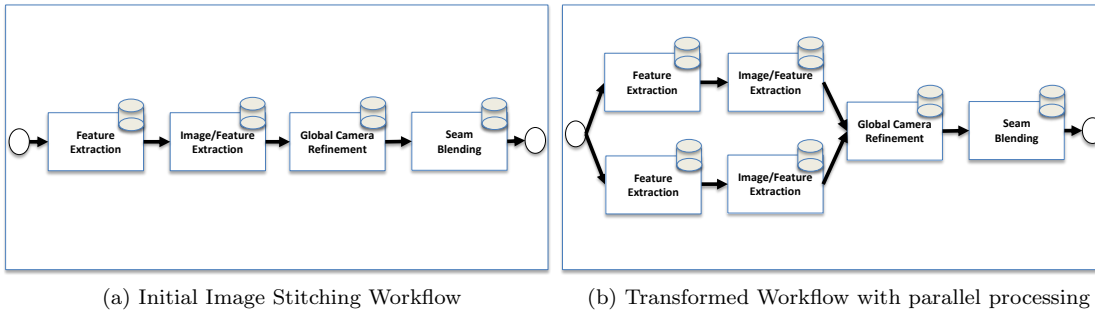 Feature
Extraction
Image/Feature
Extraction
Global Camera
Refinement
Seam
Blending
(a) Initial Image Stitching Workflow
Feature
Extraction
Image/Feature
Extraction
Feature
Extraction
Image/Feature
Extraction
Global Camera
Refinement
Seam
Blending
(b) Transformed Workflow with parallel processing